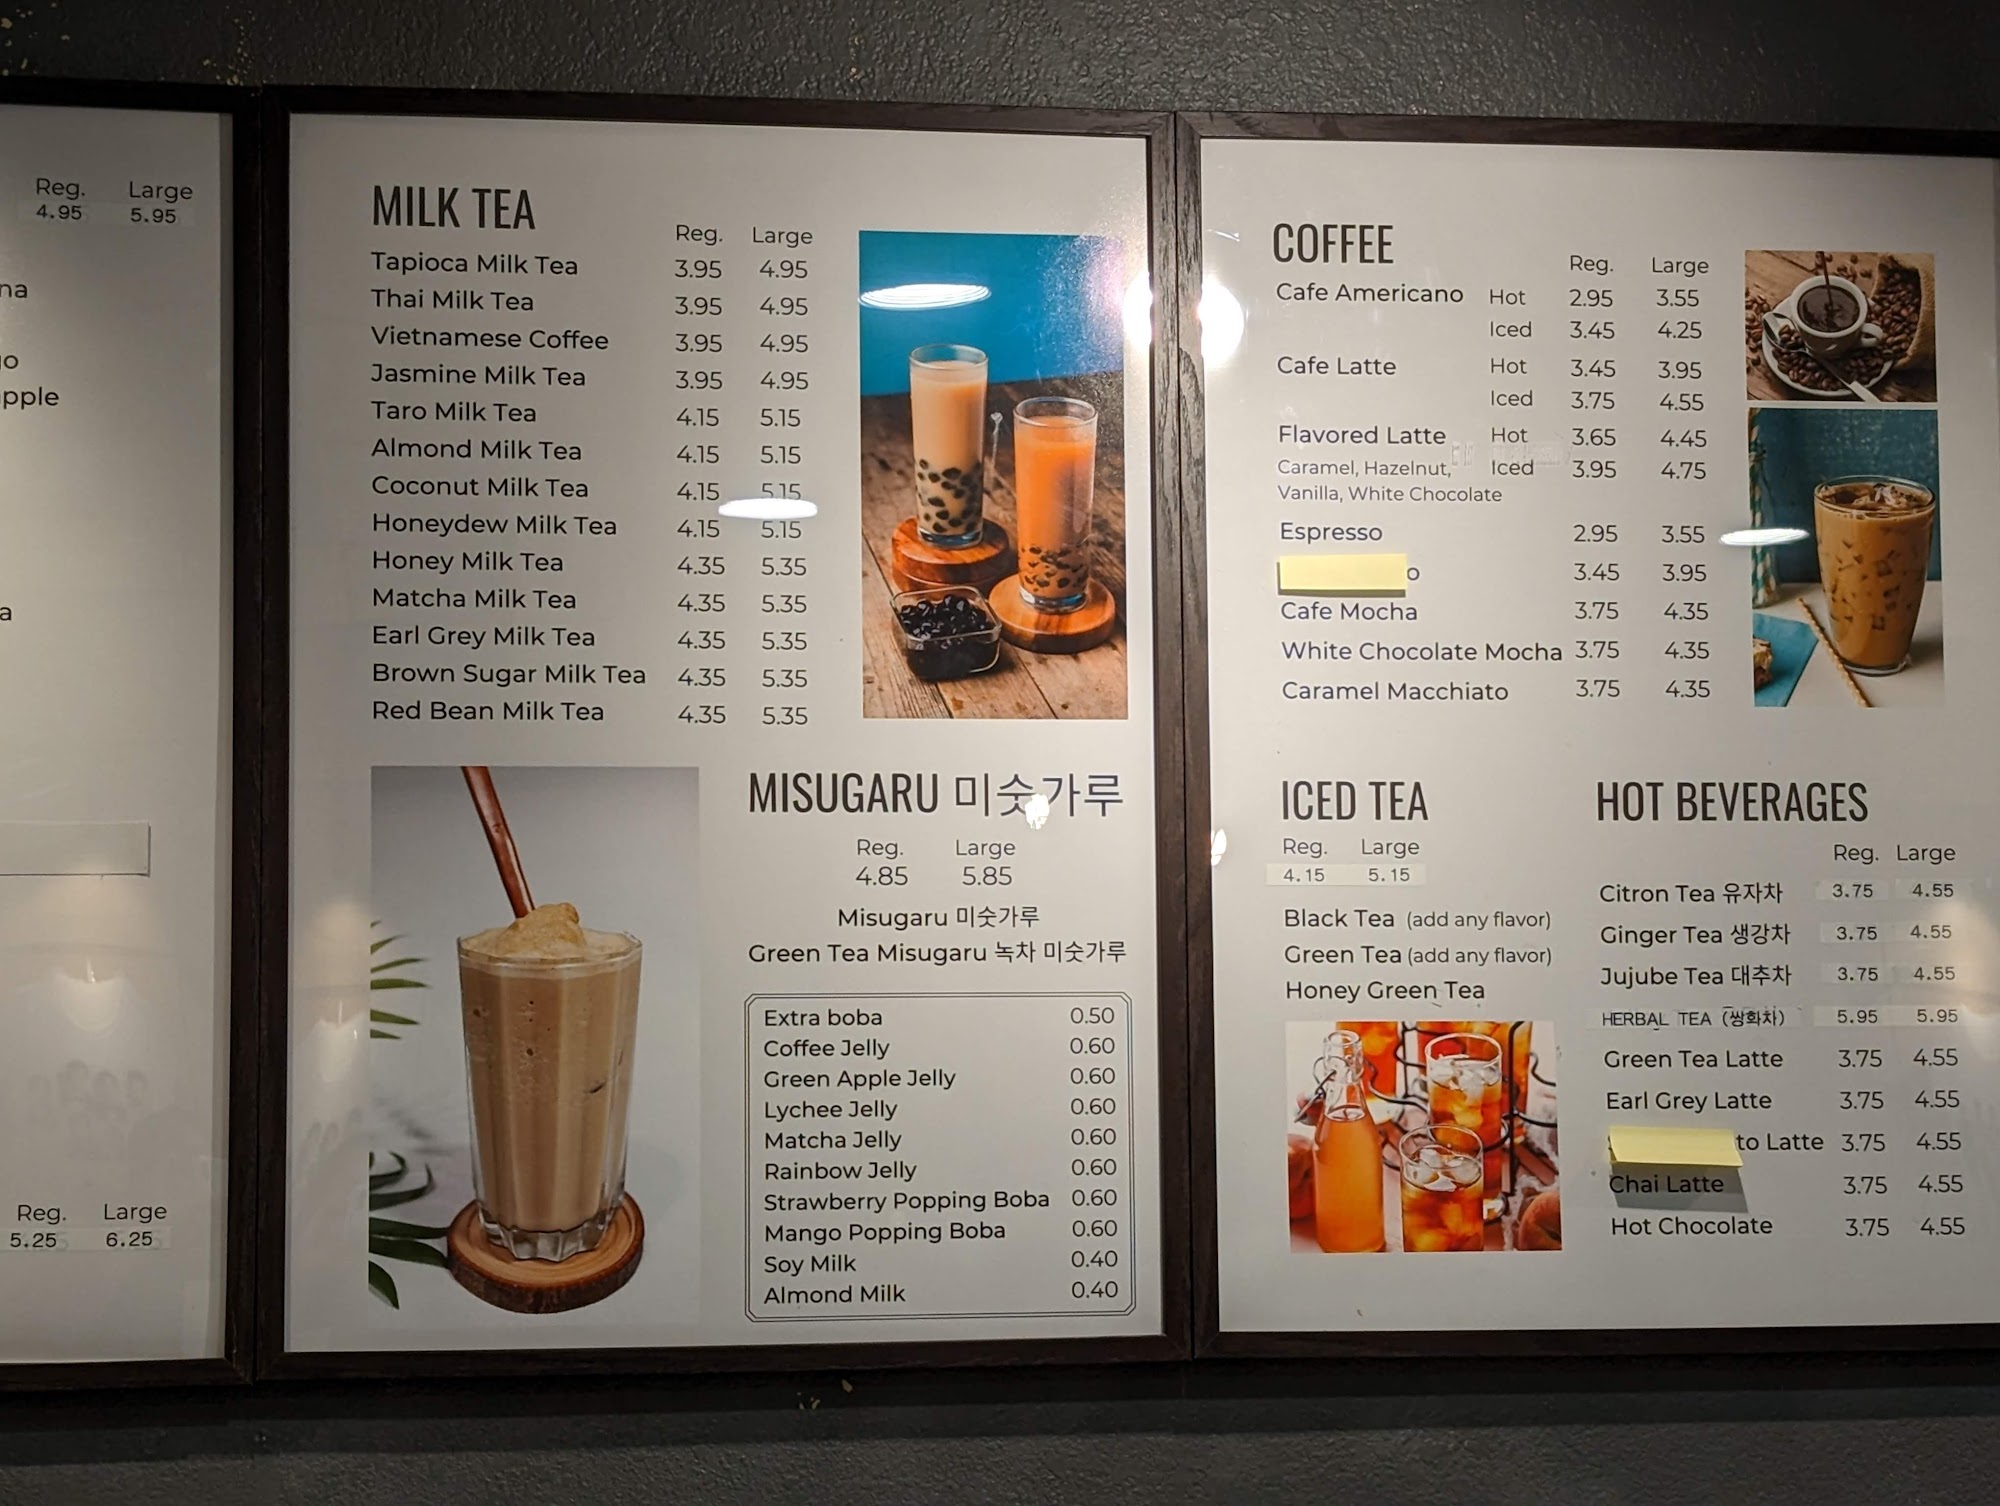 Reg. Large
4.95 5.95
na
go
apple
a
Reg. Large
5.25 6.25
MILK TEA
Reg. Large
Tapioca Milk Tea 3.95 4.95
Thai Milk Tea 3.95 4.95
Vietnamese Coffee 3.95 4.95
Jasmine Milk Tea 3.95 4.95
Taro Milk Tea 4.15 5.15
Almond Milk Tea 4.15 5.15
Coconut Milk Tea 4.15 5.15
Honeydew Milk Tea 4.15 5.15
Honey Milk Tea 4.35 5.35
Matcha Milk Tea 4.35 5.35
Earl Grey Milk Tea 4.35 5.35
Brown Sugar Milk Tea 4.35 5.35
Red Bean Milk Tea 4.35 5.35
MISUGARU 미숫가루
Reg. Large
4.85 5.85
Misugaru 미숫가루
Green Tea Misugaru 녹차 미숫가루
Extra boba 0.50
Coffee Jelly 0.60
Green Apple Jelly 0.60
Lychee Jelly 0.60
Matcha Jelly 0.60
Rainbow Jelly 0.60
Strawberry Popping Boba 0.60
Mango Popping Boba 0.60
Soy Milk 0.40
Almond Milk 0.40
COFFEE
Reg. Large
Cafe Americano Hot 2.95 3.55
Iced 3.45 4.25
Cafe Latte Hot 3.45 3.95
Iced 3.75 4.55
Flavored Latte Hot 3.65 4.45
Caramel, Hazelnut, Iced 3.95 4.75
Vanilla, White Chocolate
Espresso 2.95 3.55
o 3.45 3.95
Cafe Mocha 3.75 4.35
White Chocolate Mocha 3.75 4.35
Caramel Macchiato 3.75 4.35
ICED TEA
Reg. Large
4.15 5.15
Black Tea (add any flavor)
Green Tea (add any flavor)
Honey Green Tea
HOT BEVERAGES
Reg. Large
Citron Tea 유자차 3.75 4.55
Ginger Tea 생강차 3.75 4.55
Jujube Tea 대추차 3.75 4.55
HERBAL TEA (쌍화차) 5.95 5.95
Green Tea Latte 3.75 4.55
Earl Grey Latte 3.75 4.55
to Latte 3.75 4.55
Chai Latte 3.75 4.55
Hot Chocolate 3.75 4.55